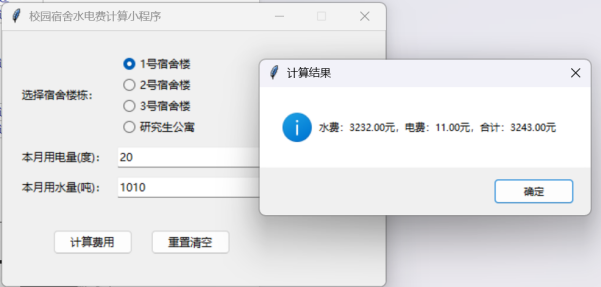 校园宿舍水电费计算小程序
选择宿舍楼栋:
1号宿舍楼
2号宿舍楼
3号宿舍楼
研究生公寓
本月用电量(度):
20
本月用水量(吨):
1010
计算费用
重置清空
计算结果
水费：3232.00元，电费：11.00元，合计：3243.00元
确定